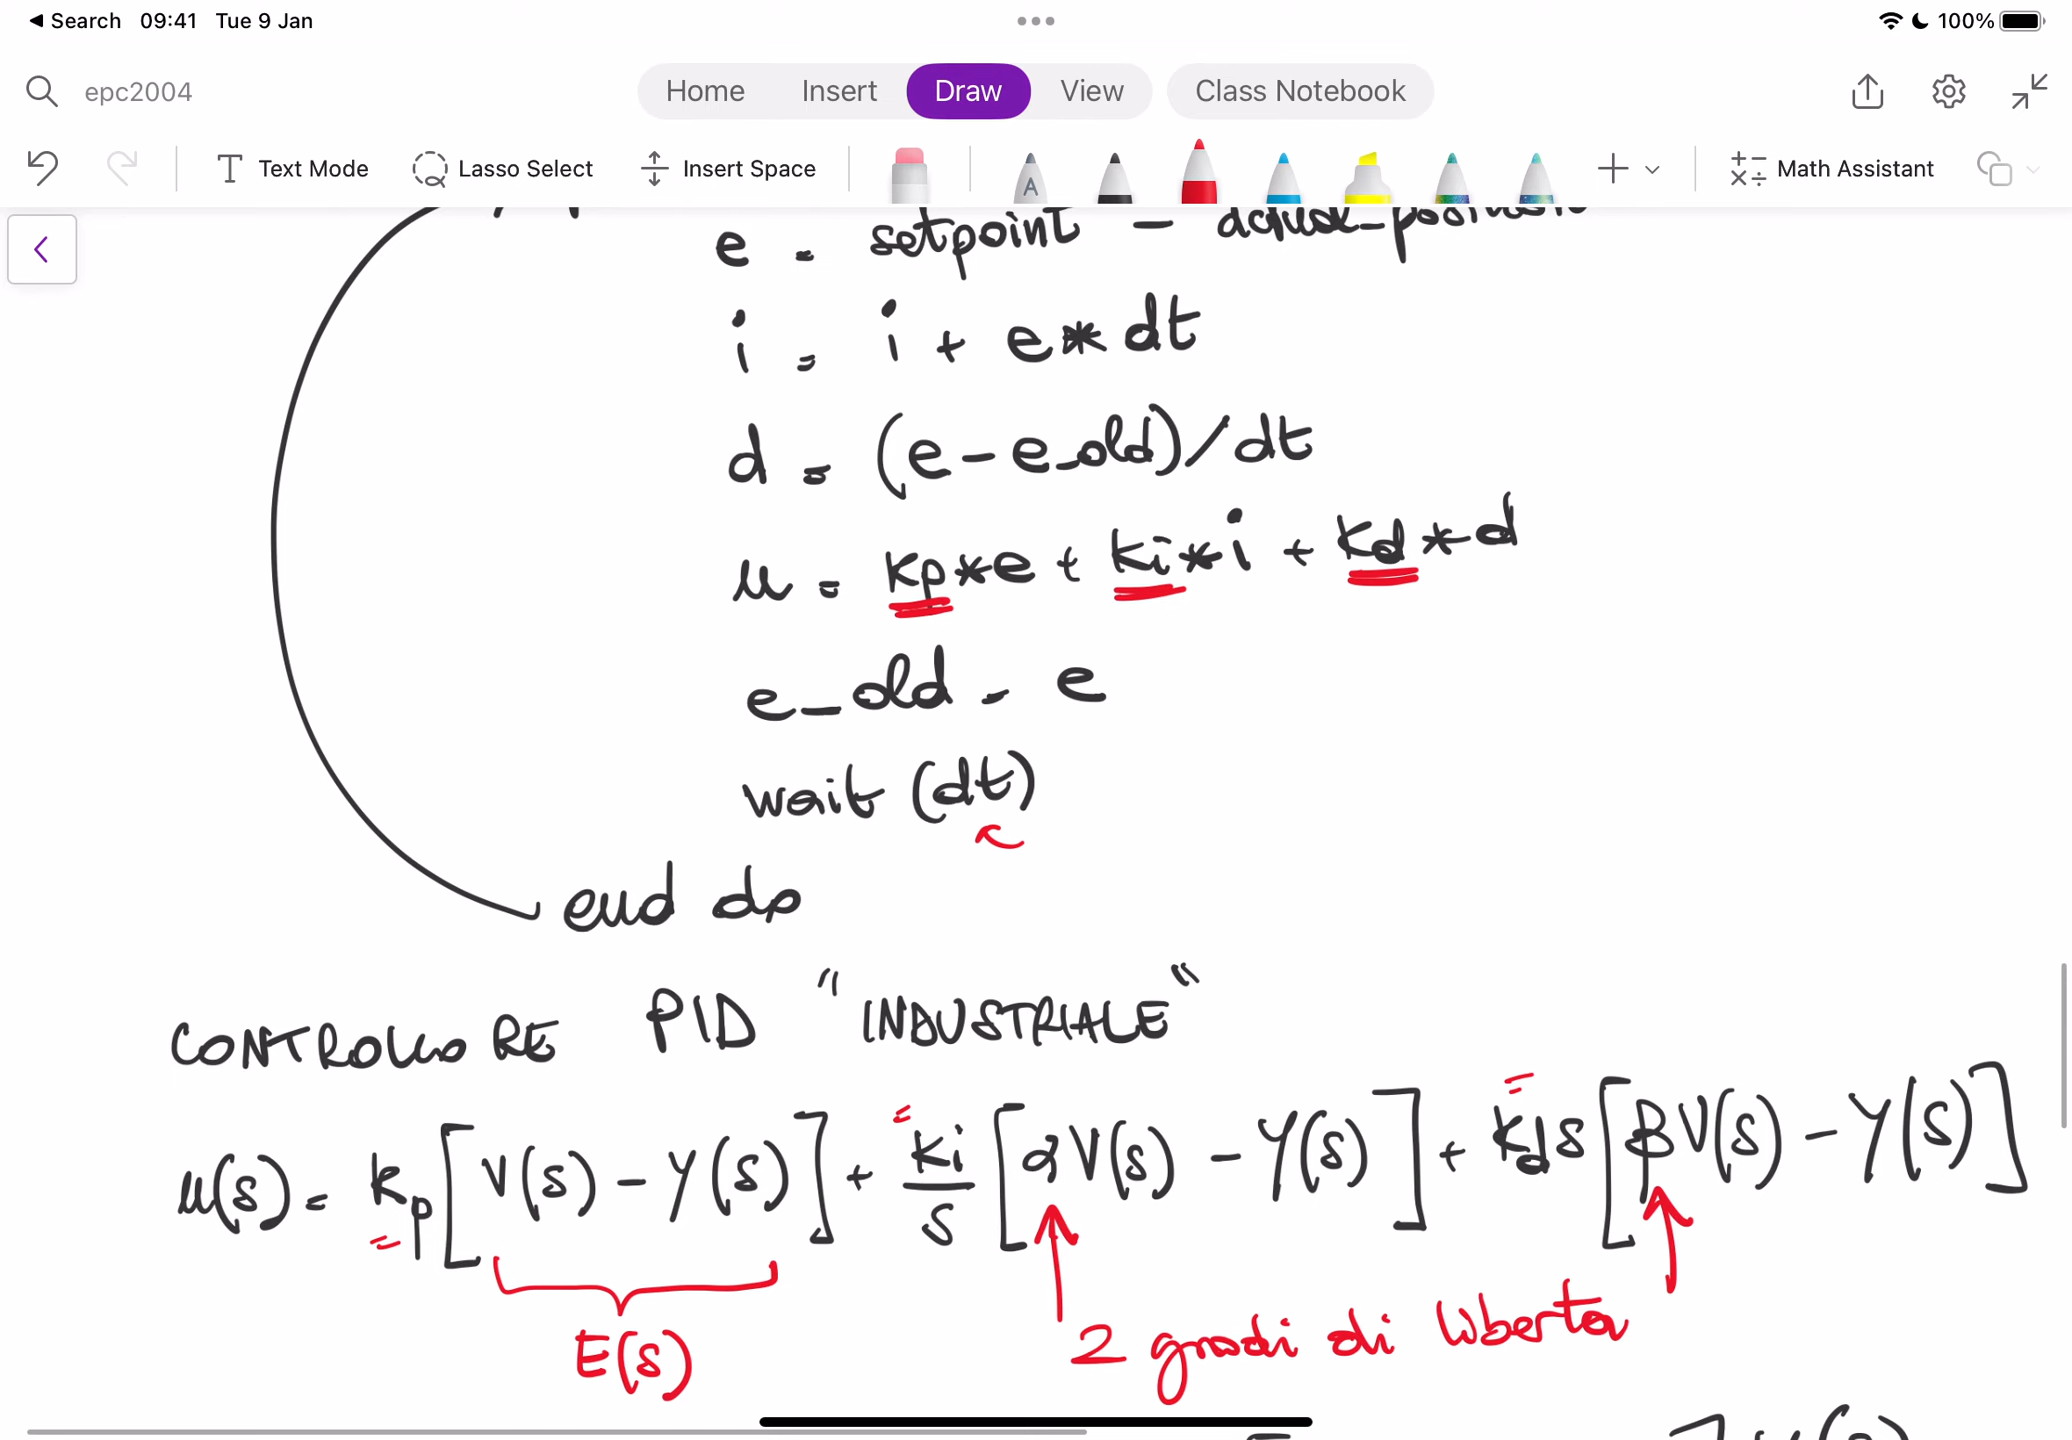 ◀ Search 09:41 Tue 9 Jan 100%
epc2004 Home Insert Draw View Class Notebook
Text Mode Lasso Select Insert Space A Math Assistant
e = setpoint - actual_position
i = i + e * dt
d = (e - e_old)/dt
u = kp*e + ki*i + kd*d
e_old = e
wait (dt)
end do
CONTROLLORE PID "INDUSTRIALE"
u(s) = kp [V(s) - Y(s)] + ki/s [αV(s) - Y(s)] + kd s [βV(s) - Y(s)]
E(s)
2 gradi di libertà